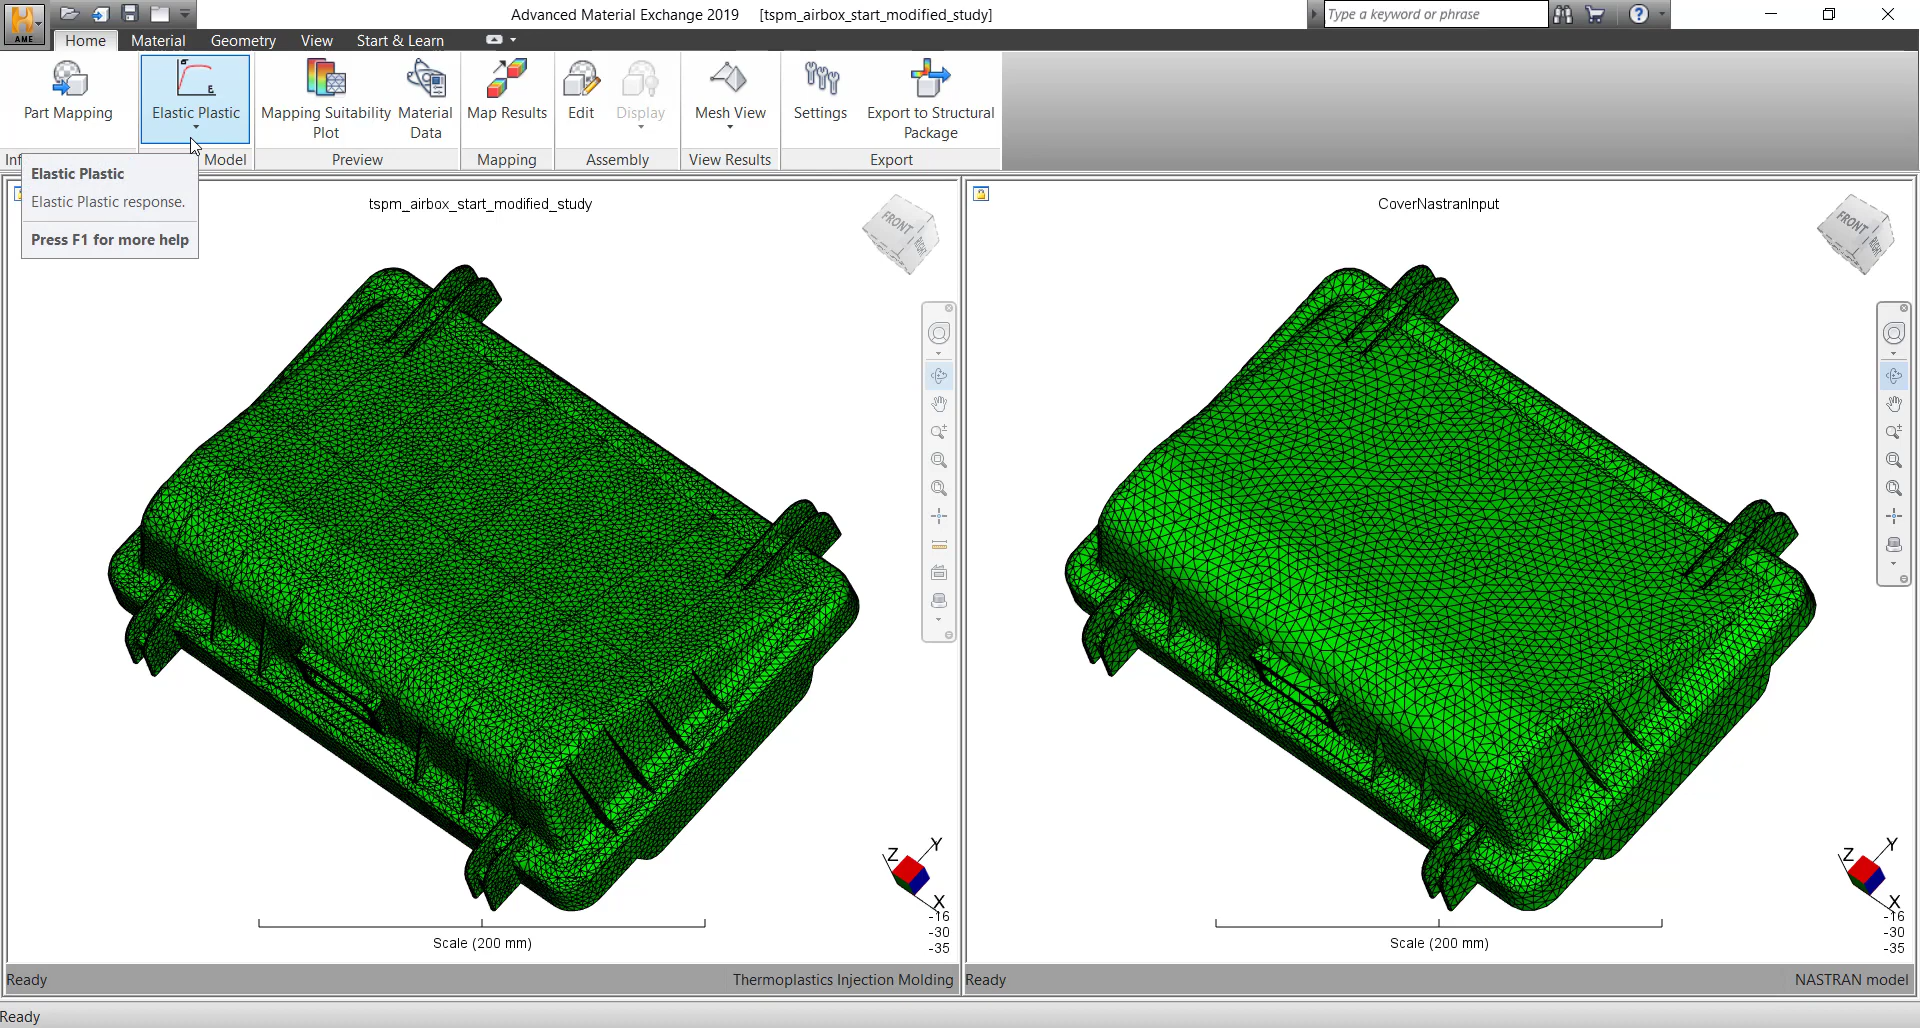 AME
Advanced Material Exchange 2019 [tspm_airbox_start_modified_study]
Type a keyword or phrase
Home Material Geometry View Start & Learn
Part Mapping
σ
E
Elastic Plastic
Mapping Suitability
Plot
Material
Data
Map Results
Edit
Display
Mesh View
Settings
Export to Structural
Package
Model
Preview
Mapping
Assembly
View Results
Export
Elastic Plastic
Elastic Plastic response.
Press F1 for more help
tspm_airbox_start_modified_study
FRONT
RIGHT
CoverNastranInput
FRONT
RIGHT
Z Y
X
-16
-30
-35
Scale (200 mm)
Z Y
X
-16
-30
-35
Scale (200 mm)
Ready
Thermoplastics Injection Molding
Ready
NASTRAN model
Ready